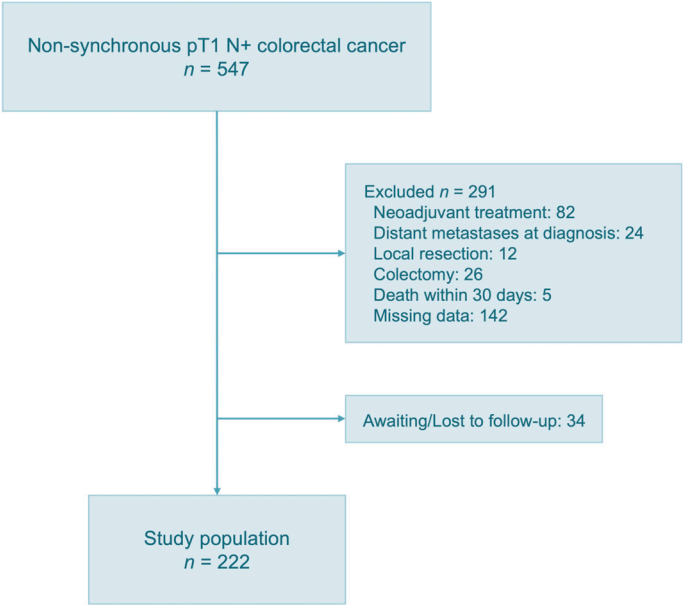 Non-synchronous pT1 N+ colorectal cancer
n = 547
Excluded n = 291
Neoadjuvant treatment: 82
Distant metastases at diagnosis: 24
Local resection: 12
Colectomy: 26
Death within 30 days: 5
Missing data: 142
Awaiting/Lost to follow-up: 34
Study population
n = 222